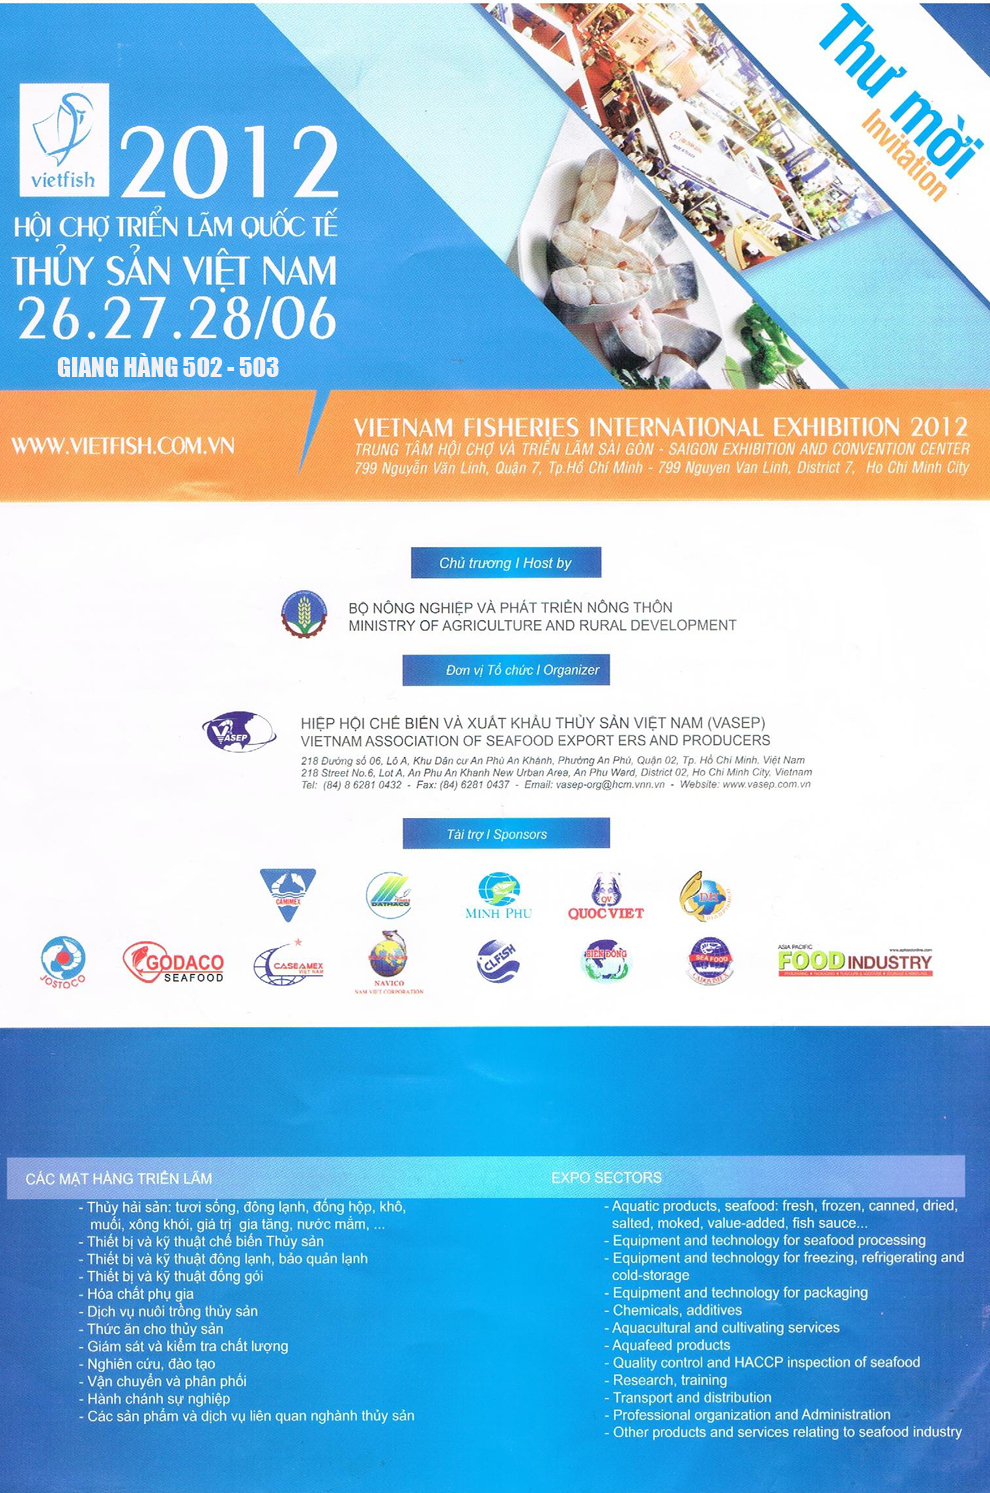 Thư mời
Invitation
vietfish
2012
HỘI CHỢ TRIỂN LÃM QUỐC TẾ
THỦY SẢN VIỆT NAM
26.27.28/06
GIANG HÀNG 502 - 503
WWW.VIETFISH.COM.VN
VIETNAM FISHERIES INTERNATIONAL EXHIBITION 2012
TRUNG TÂM HỘI CHỢ VÀ TRIỂN LÃM SÀI GÒN - SAIGON EXHIBITION AND CONVENTION CENTER
799 Nguyễn Văn Linh, Quận 7, Tp.Hồ Chí Minh - 799 Nguyen Van Linh, District 7, Ho Chi Minh City
Chủ trương I Host by
BỘ NÔNG NGHIỆP VÀ PHÁT TRIỂN NÔNG THÔN
MINISTRY OF AGRICULTURE AND RURAL DEVELOPMENT
Đơn vị Tổ chức I Organizer
VASEP
HIỆP HỘI CHẾ BIẾN VÀ XUẤT KHẨU THỦY SẢN VIỆT NAM (VASEP)
VIETNAM ASSOCIATION OF SEAFOOD EXPORT ERS AND PRODUCERS
218 Đường số 06, Lô A, Khu Dân cư An Phú An Khánh, Phường An Phú, Quận 02, Tp. Hồ Chí Minh, Việt Nam
218 Street No.6, Lot A, An Phu An Khanh New Urban Area, An Phu Ward, District 02, Ho Chi Minh City, Vietnam
Tel: (84) 8 6281 0432 - Fax: (84) 6281 0437 - Email: vasep-org@hcm.vnn.vn - Website: www.vasep.com.vn
Tài trợ I Sponsors
CAMIMEX
DATHACO
MINH PHU
QV
QUOC VIET
JOSTOCO
GODACO
SEAFOOD
CASEAMEX
VIET NAM
NAVICO
NAM VIET CORPORATION
CLFISH
BIỂN ĐÔNG
SEA FOOD
ASIA PACIFIC
FOOD INDUSTRY
CÁC MẶT HÀNG TRIỂN LÃM
- Thủy hải sản: tươi sống, đông lạnh, đống hộp, khô,
muối, xông khói, giá trị gia tăng, nước mắm, ...
- Thiết bị và kỹ thuật chế biến Thủy sản
- Thiết bị và kỹ thuật đông lạnh, bảo quản lạnh
- Thiết bị và kỹ thuật đống gói
- Hóa chất phụ gia
- Dịch vụ nuôi trồng thủy sản
- Thức ăn cho thủy sản
- Giám sát và kiểm tra chất lượng
- Nghiên cứu, đào tạo
- Vận chuyển và phân phối
- Hành chánh sự nghiệp
- Các sản phẩm và dịch vụ liên quan nghành thủy sản
EXPO SECTORS
- Aquatic products, seafood: fresh, frozen, canned, dried,
salted, moked, value-added, fish sauce...
- Equipment and technology for seafood processing
- Equipment and technology for freezing, refrigerating and
cold-storage
- Equipment and technology for packaging
- Chemicals, additives
- Aquacultural and cultivating services
- Aquafeed products
- Quality control and HACCP inspection of seafood
- Research, training
- Transport and distribution
- Professional organization and Administration
- Other products and services relating to seafood industry